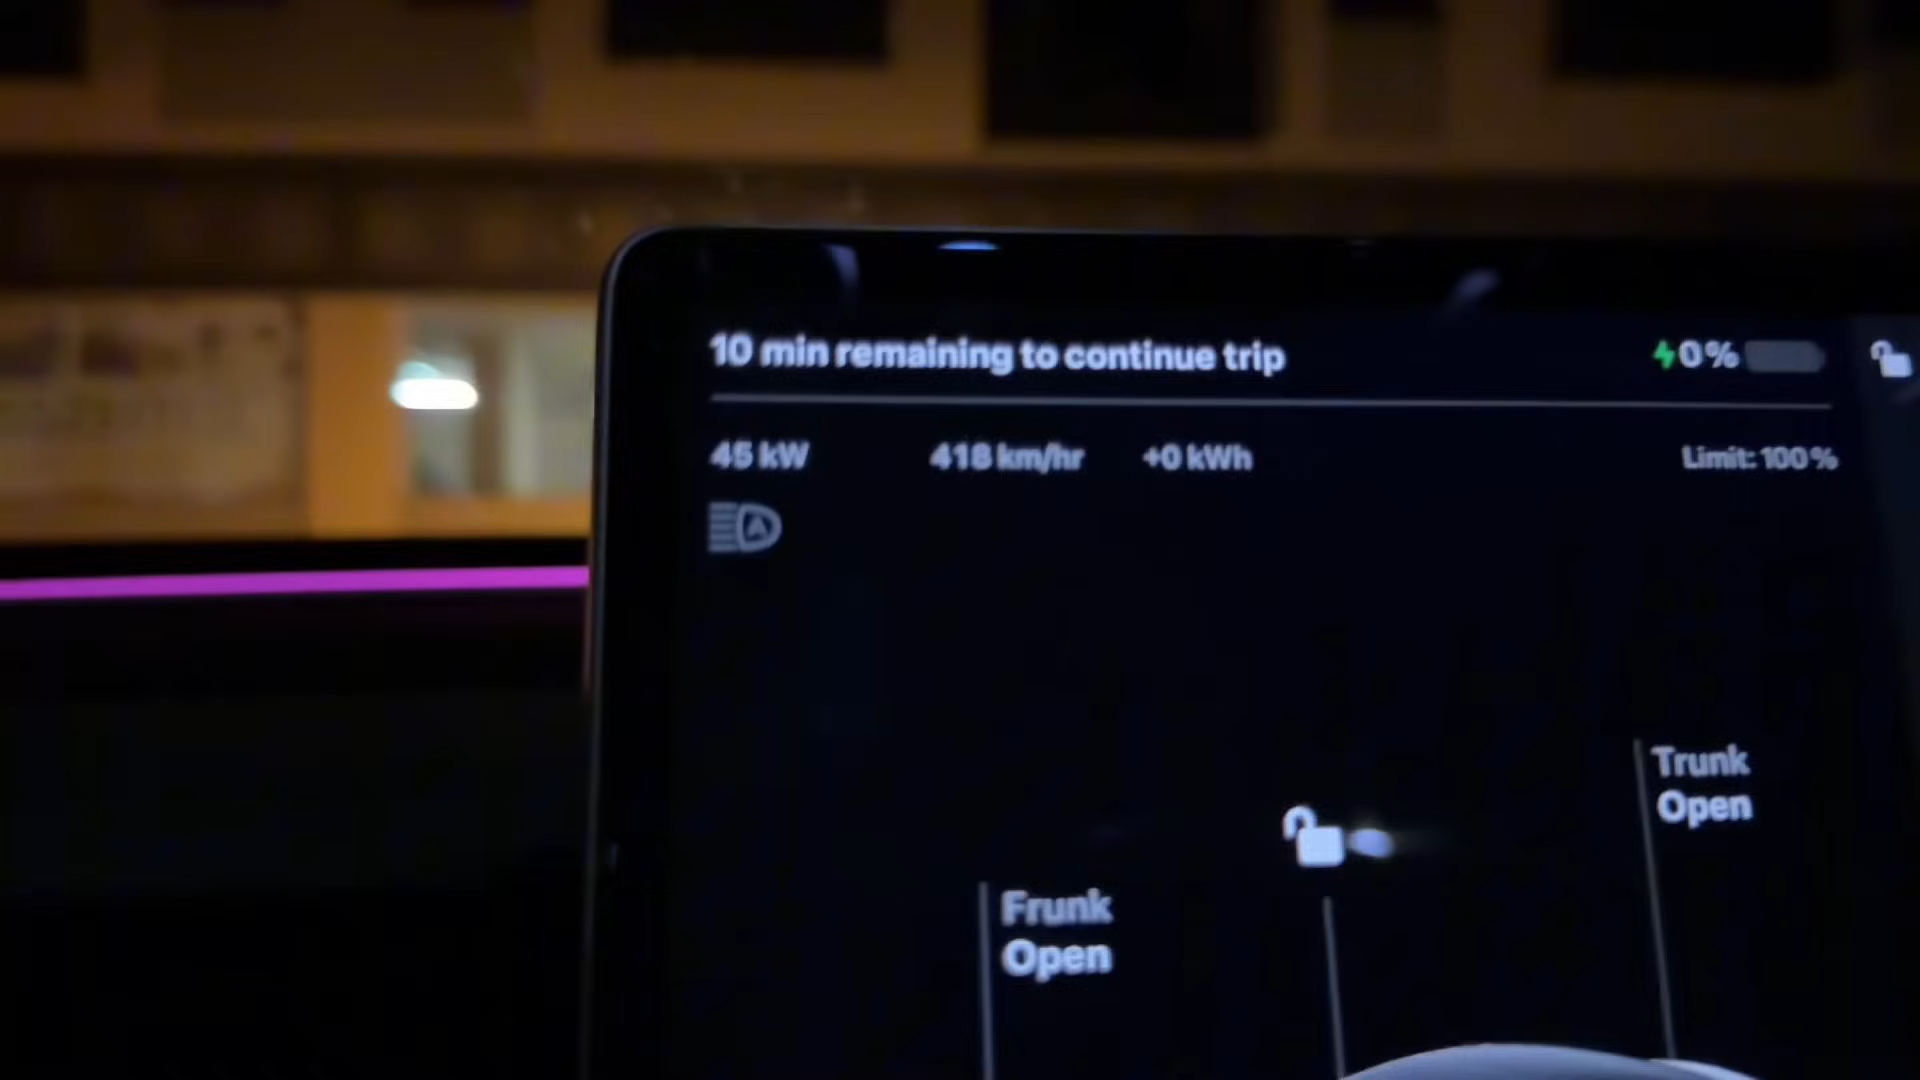 10 min remaining to continue trip
0%
45 kW
418 km/hr
+0 kWh
Limit: 100%
A
Trunk
Open
Frunk
Open